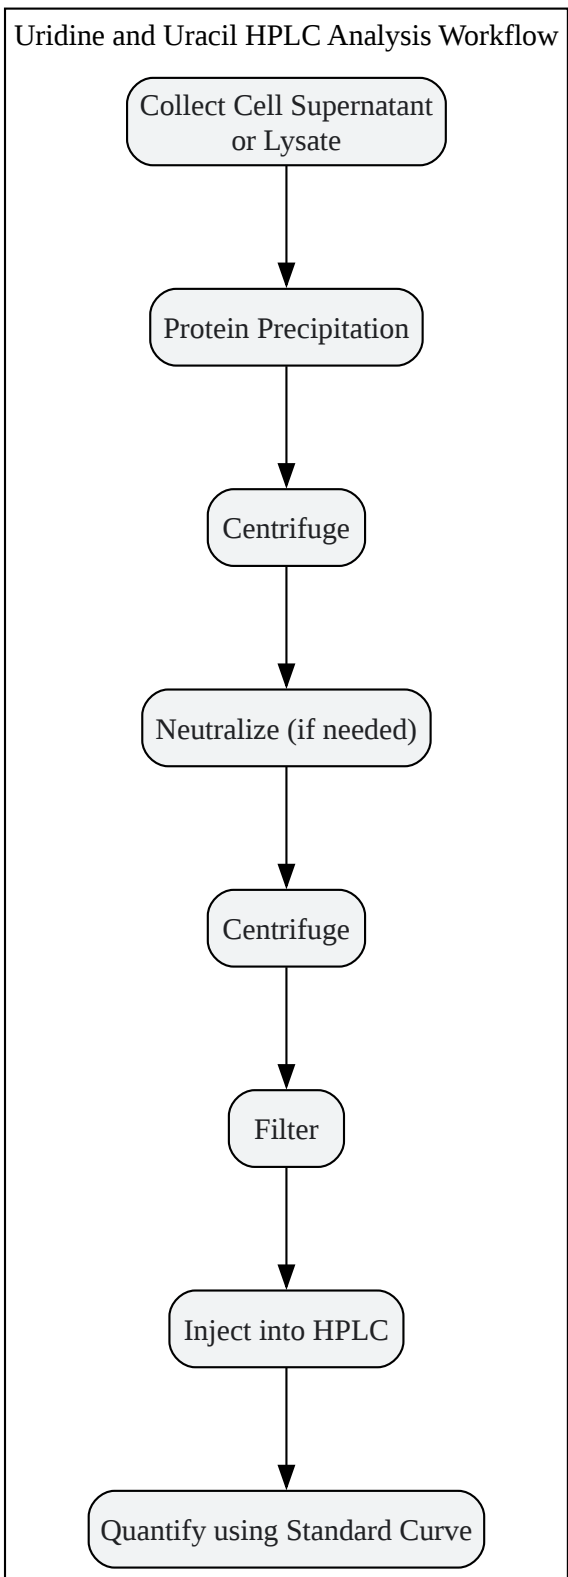 Uridine and Uracil HPLC Analysis Workflow
Collect Cell Supernatant
or Lysate
Protein Precipitation
Centrifuge
Neutralize (if needed)
Centrifuge
Filter
Inject into HPLC
Quantify using Standard Curve